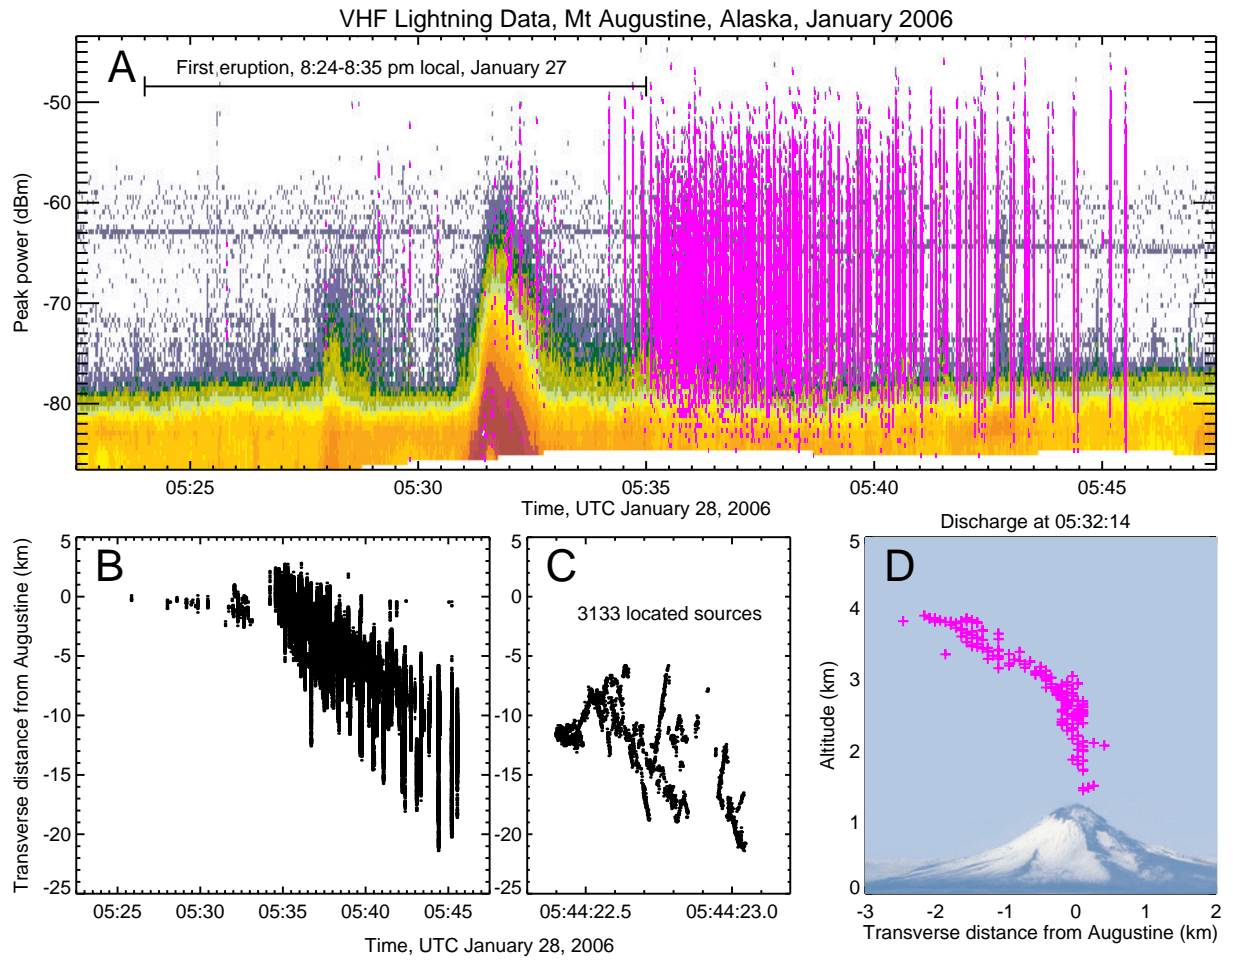 VHF Lightning Data, Mt Augustine, Alaska, January 2006
A
First eruption, 8:24-8:35 pm local, January 27
Peak power (dBm)
-50
-60
-70
-80
05:25 05:30 05:35 05:40 05:45
Time, UTC January 28, 2006
B
Transverse distance from Augustine (km)
5
0
-5
-10
-15
-20
-25
05:25 05:30 05:35 05:40 05:45
C
3133 located sources
5
0
-5
-10
-15
-20
-25
05:44:22.5 05:44:23.0
Time, UTC January 28, 2006
Discharge at 05:32:14
D
Altitude (km)
5
4
3
2
1
0
-3 -2 -1 0 1 2
Transverse distance from Augustine (km)